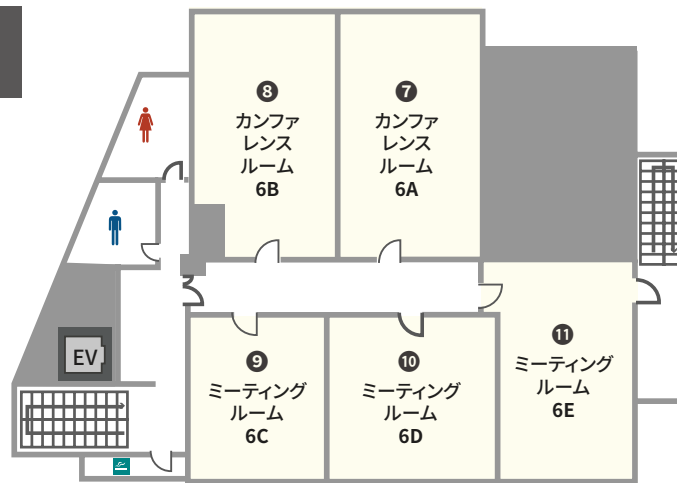 ❽
カンファ
レンス
ルーム
6B
❼
カンファ
レンス
ルーム
6A
EV
❾
ミーティング
ルーム
6C
❿
ミーティング
ルーム
6D
⓫
ミーティング
ルーム
6E